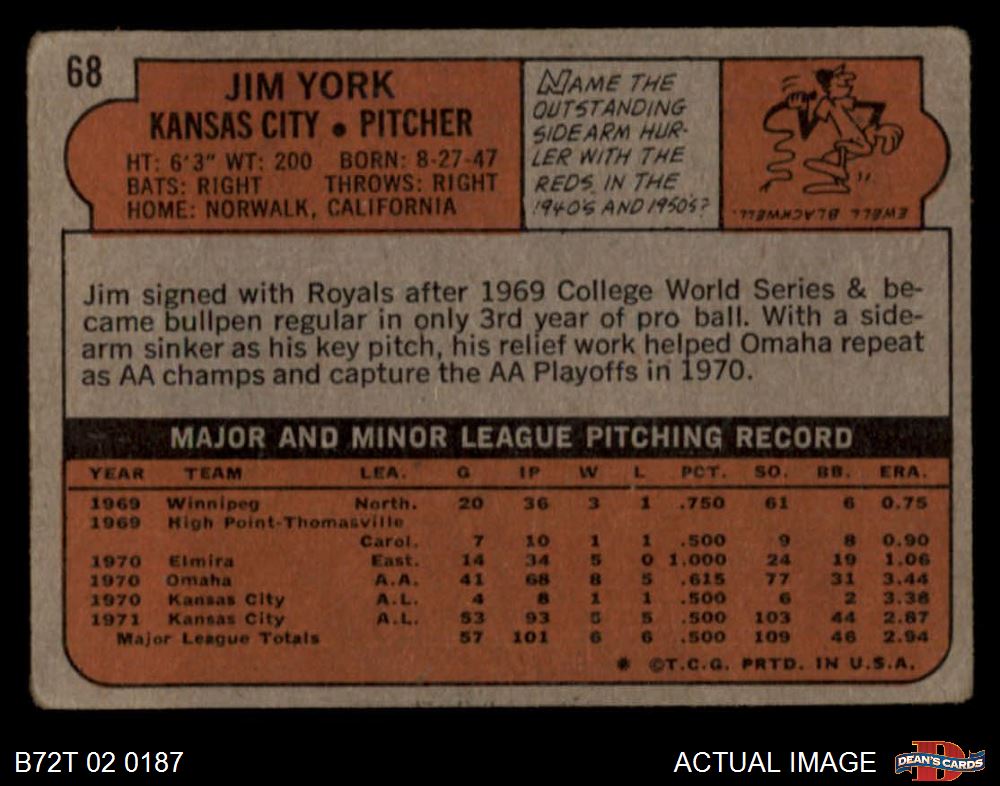 68
JIM YORK
KANSAS CITY • PITCHER
HT: 6'3" WT: 200 BORN: 8-27-47
BATS: RIGHT THROWS: RIGHT
HOME: NORWALK, CALIFORNIA
NAME THE
OUTSTANDING
SIDEARM HUR-
LER WITH THE
REDS IN THE
1940'S AND 1950S?
EWELL BLACKWELL
Jim signed with Royals after 1969 College World Series & be-
came bullpen regular in only 3rd year of pro ball. With a side-
arm sinker as his key pitch, his relief work helped Omaha repeat
as AA champs and capture the AA Playoffs in 1970.
MAJOR AND MINOR LEAGUE PITCHING RECORD
YEAR TEAM LEA. G IP W L PCT. SO. BB. ERA.
1969 Winnipeg North. 20 36 3 1 .750 61 6 0.75
1969 High Point-Thomasville
Carol. 7 10 1 1 .500 9 8 0.90
1970 Elmira East. 14 34 5 0 1.000 24 19 1.06
1970 Omaha A.A. 41 68 8 5 .615 77 31 3.44
1970 Kansas City A.L. 4 8 1 1 .500 6 2 3.38
1971 Kansas City A.L. 53 93 5 5 .500 103 44 2.87
Major League Totals 57 101 6 6 .500 109 46 2.94
* ©T.C.G. PRTD. IN U.S.A.
B72T 02 0187
ACTUAL IMAGE
DEAN'S CARDS